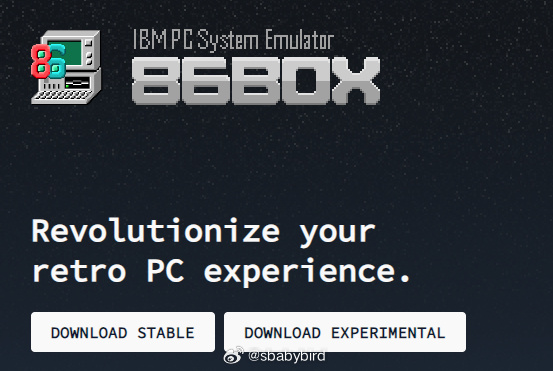 IBM PC System Emulator
86BOX
86
Revolutionize your
retro PC experience.
DOWNLOAD STABLE
DOWNLOAD EXPERIMENTAL
@sbabybird